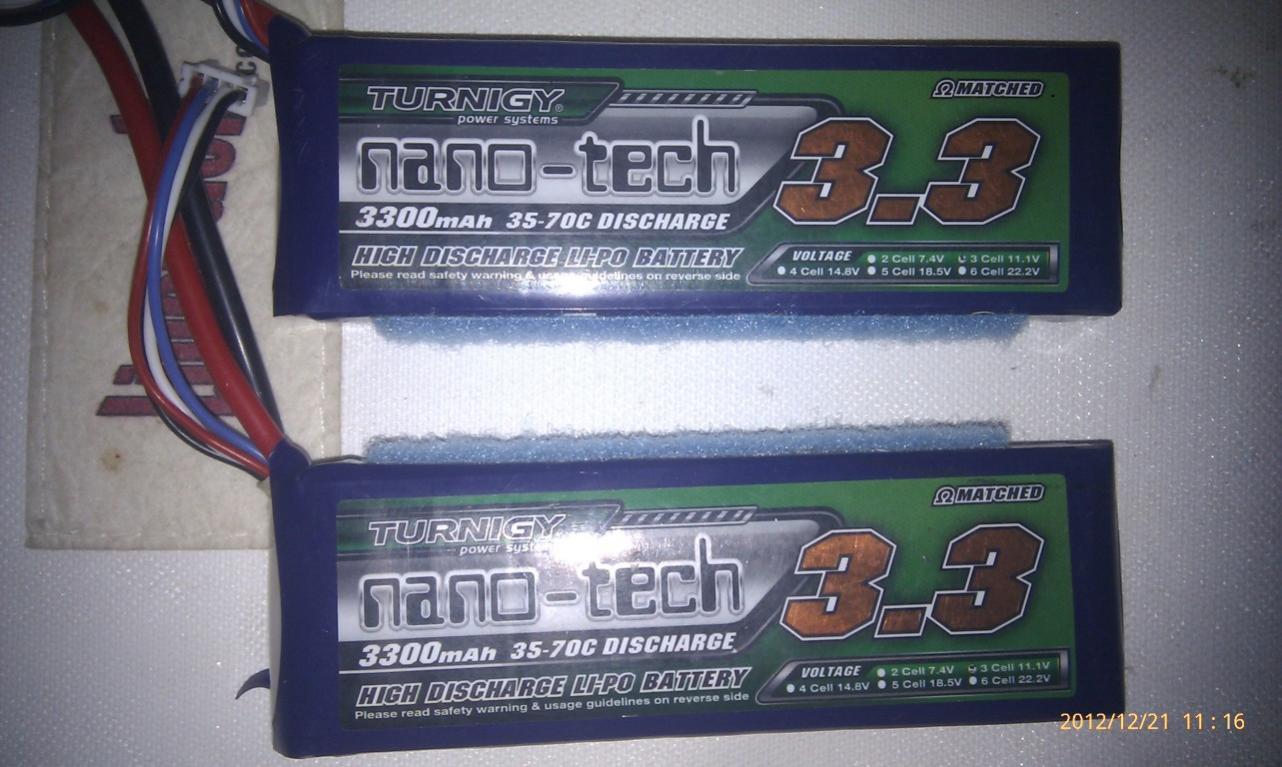 TURNIGY®
power systems
Ω MATCHED
nano-tech
3.3
3300mAh 35-70C DISCHARGE
HIGH DISCHARGE LI-PO BATTERY
Please read safety warning & usage guidelines on reverse side
VOLTAGE 2 Cell 7.4V 3 Cell 11.1V
4 Cell 14.8V 5 Cell 18.5V 6 Cell 22.2V
TURNIGY
power systems
Ω MATCHED
nano-tech
3.3
3300mAh 35-70C DISCHARGE
HIGH DISCHARGE LI-PO BATTERY
Please read safety warning & usage guidelines on reverse side
VOLTAGE 2 Cell 7.4V 3 Cell 11.1V
4 Cell 14.8V 5 Cell 18.5V 6 Cell 22.2V
2012/12/21 11:16